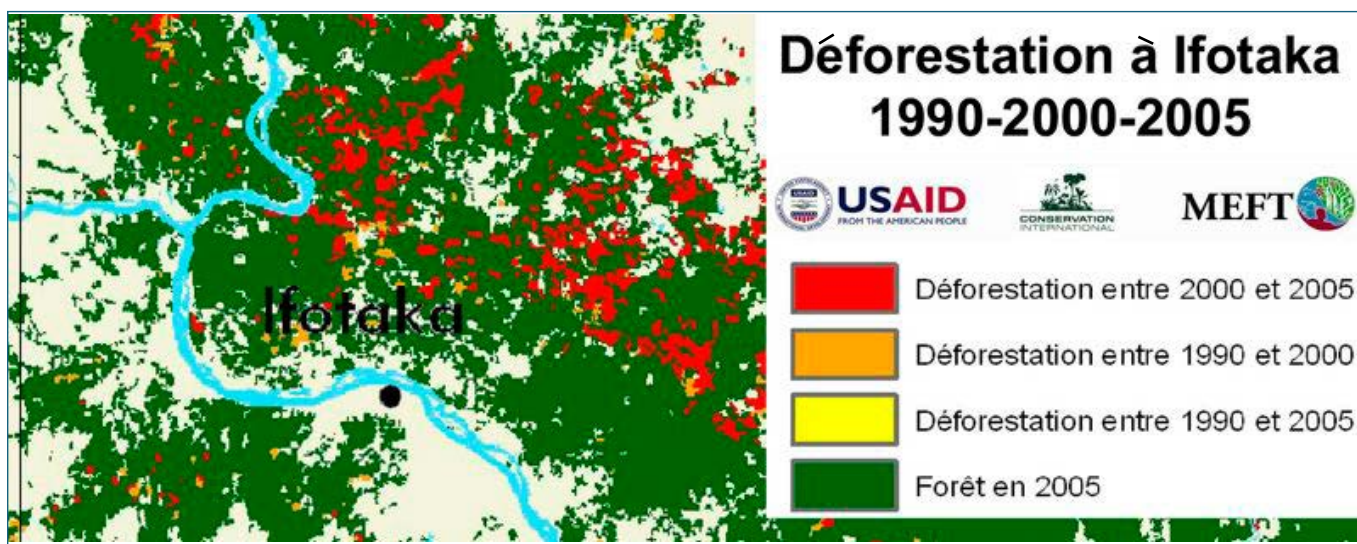 Déforestation à Ifotaka
1990-2000-2005
USAID
FROM THE AMERICAN PEOPLE
CONSERVATION
INTERNATIONAL
MEFT
Déforestation entre 2000 et 2005
Déforestation entre 1990 et 2000
Déforestation entre 1990 et 2005
Forêt en 2005
Ifotaka